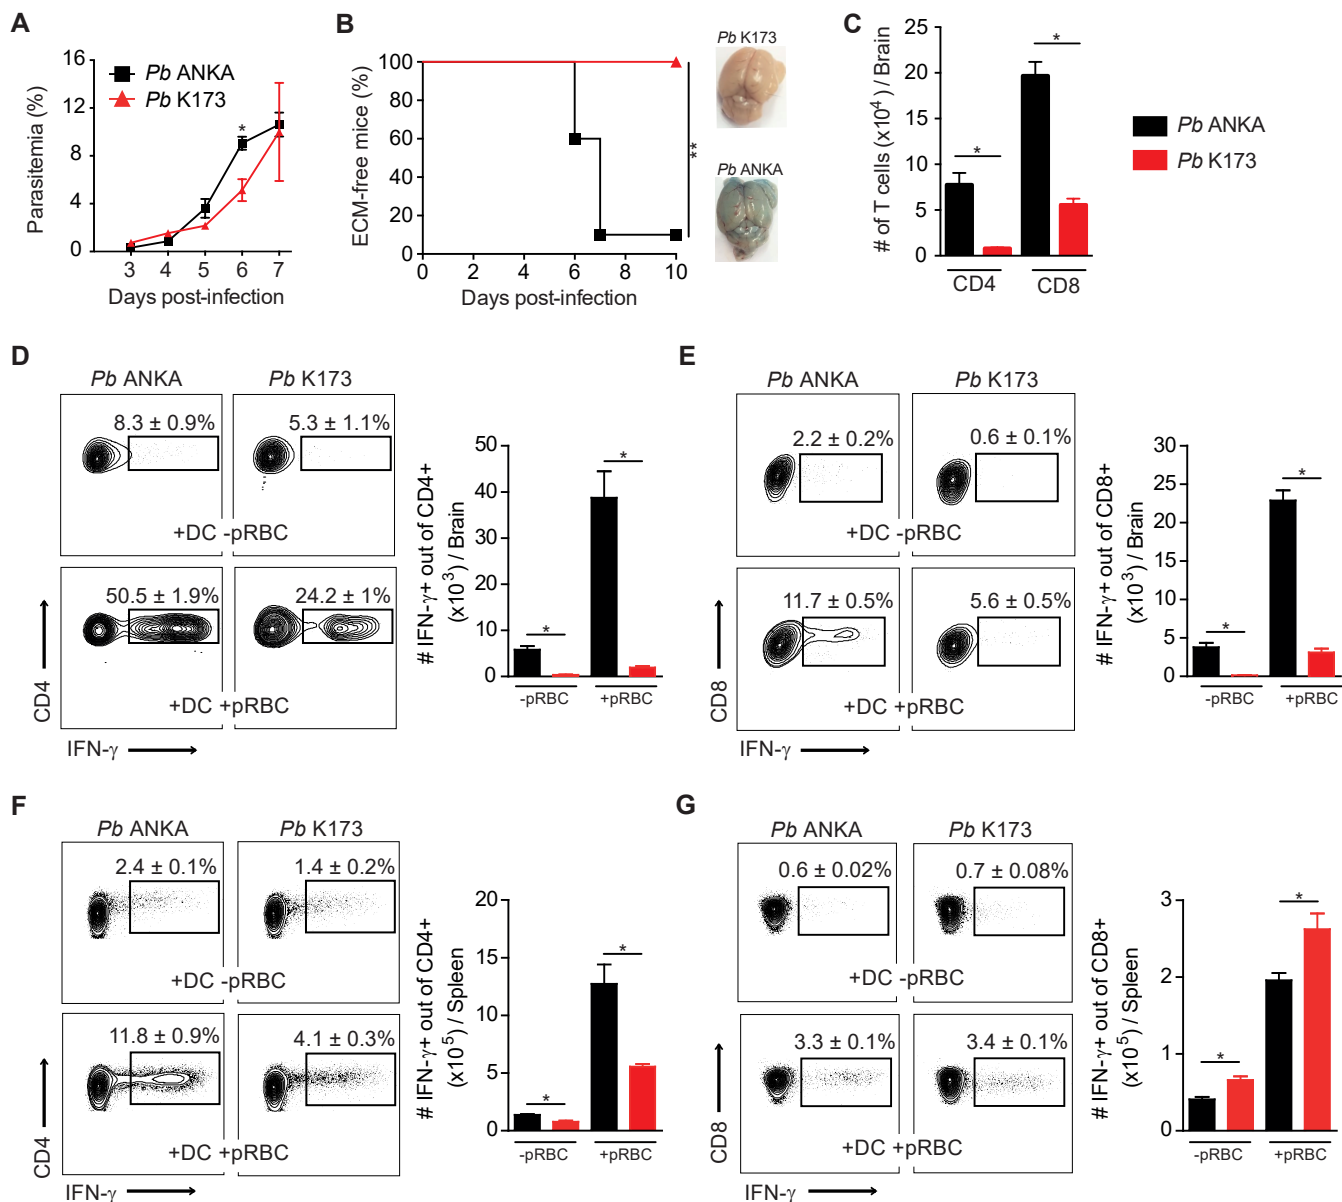 A
Parasitemia (%)
16
12
8
4
0
Pb ANKA
Pb K173
*
3 4 5 6 7
Days post-infection
B
ECM-free mice (%)
100
80
60
40
20
0
0 2 4 6 8 10
Days post-infection
**
Pb K173
Pb ANKA
C
# of T cells (x10⁴) / Brain
25
20
15
10
5
0
*
*
CD4 CD8
Pb ANKA
Pb K173
D
Pb ANKA Pb K173
8.3 ± 0.9% 5.3 ± 1.1%
+DC -pRBC
50.5 ± 1.9% 24.2 ± 1%
+DC +pRBC
CD4
IFN-γ
# IFN-γ+ out of CD4+
(x10³) / Brain
50
40
30
20
10
0
*
*
-pRBC +pRBC
E
Pb ANKA Pb K173
2.2 ± 0.2% 0.6 ± 0.1%
+DC -pRBC
11.7 ± 0.5% 5.6 ± 0.5%
+DC +pRBC
CD8
IFN-γ
# IFN-γ+ out of CD8+
(x10³) / Brain
30
25
20
15
10
5
0
*
*
-pRBC +pRBC
F
Pb ANKA Pb K173
2.4 ± 0.1% 1.4 ± 0.2%
+DC -pRBC
11.8 ± 0.9% 4.1 ± 0.3%
+DC +pRBC
CD4
IFN-γ
# IFN-γ+ out of CD4+
(x10⁵) / Spleen
20
15
10
5
0
*
*
-pRBC +pRBC
G
Pb ANKA Pb K173
0.6 ± 0.02% 0.7 ± 0.08%
+DC -pRBC
3.3 ± 0.1% 3.4 ± 0.1%
+DC +pRBC
CD8
IFN-γ
# IFN-γ+ out of CD8+
(x10⁵) / Spleen
3
2
1
0
*
*
-pRBC +pRBC